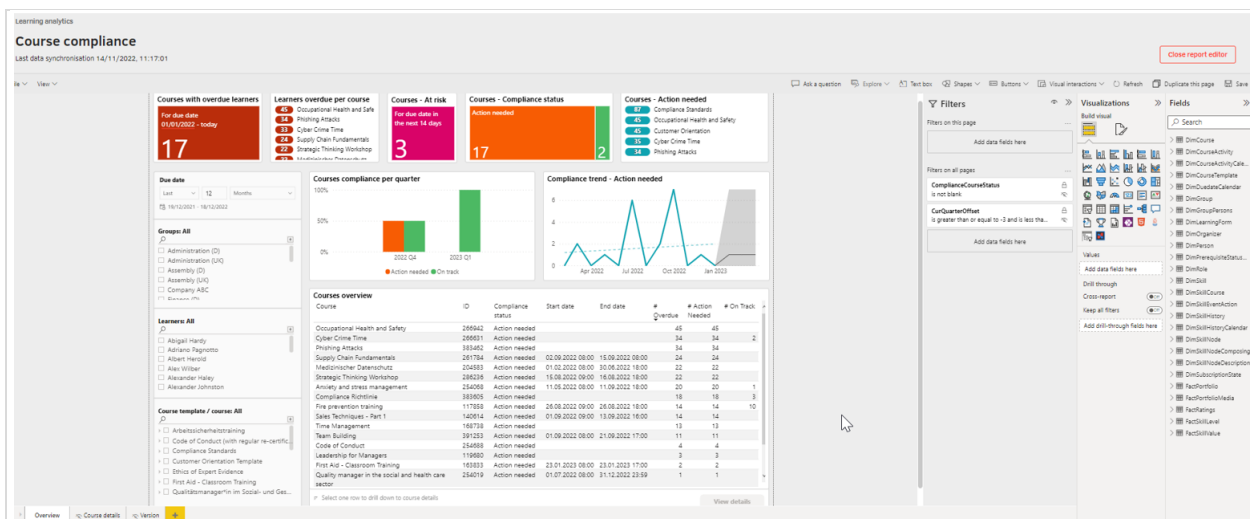 Learning analytics
Course compliance
Last data synchronisation 14/11/2022, 11:17:01
Close report editor
View
Ask a question
Explore
Text box
Shapes
Buttons
Visual interactions
Refresh
Duplicate this page
Save
Courses with overdue learners
For due date
01/01/2022 - today
17
Learners overdue per course
45 Occupational Health and Safe
34 Phishing Attacks
33 Cyber Crime Time
24 Supply Chain Fundamentals
22 Strategic Thinking Workshop
Courses - At risk
For due date in
the next 14 days
3
Courses - Compliance status
Action needed
17
2
Courses - Action needed
87 Compliance Standards
45 Occupational Health and Safety
45 Customer Orientation
35 Cyber Crime Time
34 Phishing Attacks
Due date
Last 12 Months
19/12/2021 - 18/12/2022
Groups: All
Administration (D)
Administration (UK)
Assembly (D)
Assembly (UK)
Company ABC
Finance (D)
Learners: All
Abigail Hardy
Adriano Pagnotto
Albert Herold
Alex Wilber
Alexander Haley
Alexander Johnston
Course template / course: All
Arbeitssicherheitstraining
Code of Conduct (with regular re-certific...
Compliance Standards
Customer Orientation Template
Ethics of Expert Evidence
First Aid - Classroom Training
Qualitätsmanager*in im Sozial- und Ges...
Courses compliance per quarter
100%
50%
0%
2022 Q4 2023 Q1
Action needed On track
Compliance trend - Action needed
6
4
2
0
Apr 2022 Jul 2022 Oct 2022 Jan 2023
Courses overview
Course ID Compliance status Start date End date # Overdue # Action Needed # On Track
Occupational Health and Safety 266942 Action needed 45 45
Cyber Crime Time 266631 Action needed 34 34 2
Phishing Attacks 383462 Action needed 34 34
Supply Chain Fundamentals 261784 Action needed 02.09.2022 08:00 15.09.2022 08:00 24 24
Medizinischer Datenschutz 204583 Action needed 01.02.2022 08:00 30.06.2022 18:00 22 22
Strategic Thinking Workshop 286236 Action needed 15.08.2022 09:00 16.08.2022 18:00 22 22
Anxiety and stress management 254068 Action needed 11.05.2022 08:00 11.09.2022 18:00 20 20 1
Compliance Richtlinie 383605 Action needed 18 18 3
Fire prevention training 117858 Action needed 26.08.2022 09:00 26.08.2022 18:00 14 14 10
Sales Techniques - Part 1 140614 Action needed 01.09.2022 09:00 13.09.2022 16:00 14 14
Time Management 168738 Action needed 13 13
Team Building 391253 Action needed 01.09.2022 08:00 21.09.2022 17:00 11 11
Code of Conduct 254688 Action needed 4 4
Leadership for Managers 119680 Action needed 3 3
First Aid - Classroom Training 163833 Action needed 23.01.2023 08:00 23.01.2023 17:00 2 2
Quality manager in the social and health care 254019 Action needed 01.07.2022 08:00 31.12.2022 23:59 1 1
sector
Select one row to drill down to course details
View details
Filters
Filters on this page
Add data fields here
Filters on all pages
ComplianceCourseStatus
is not blank
CurQuarterOffset
is greater than or equal to -3 and is less tha...
Add data fields here
Visualizations
Build visual
Values
Add data fields here
Drill through
Cross-report
Off
Keep all filters
Off
Add drill-through fields here
Fields
Search
DimCourse
DimCourseActivity
DimCourseActivityCale...
DimCourseTemplate
DimDuedateCalendar
DimGroup
DimGroupPersons
DimLearningForm
DimOrganizer
DimPerson
DimPrerequisiteStatus...
DimRole
DimSkill
DimSkillCourse
DimSkillEventAction
DimSkillHistory
DimSkillHistoryCalendar
DimSkillNode
DimSkillNodeComposing
DimSkillNodeDescription
DimSubscriptionState
FactPortfolio
FactPortfolioMedia
FactRatings
FactSkillLevel
FactSkillValue
Overview
Course details
Version